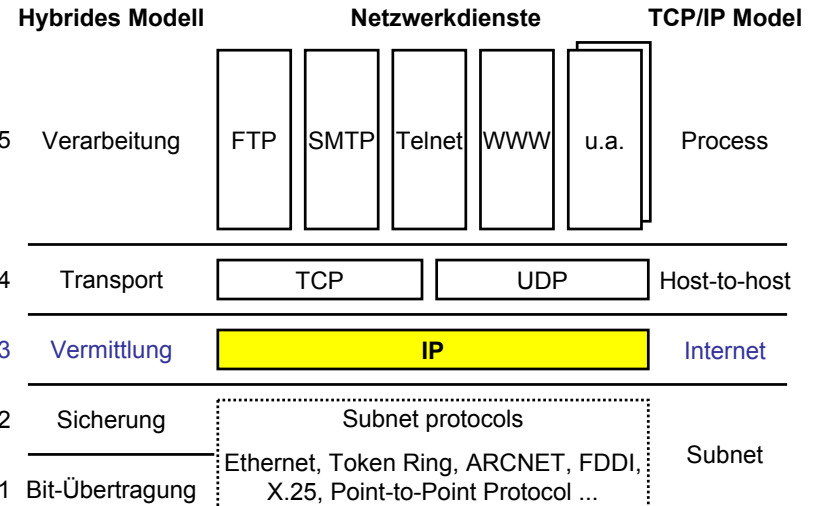 Hybrides Modell Netzwerkdienste TCP/IP Model
5 Verarbeitung FTP SMTP Telnet WWW u.a. Process
4 Transport TCP UDP Host-to-host
3 Vermittlung IP Internet
2 Sicherung Subnet protocols
Ethernet, Token Ring, ARCNET, FDDI, Subnet
1 Bit-Übertragung X.25, Point-to-Point Protocol ...